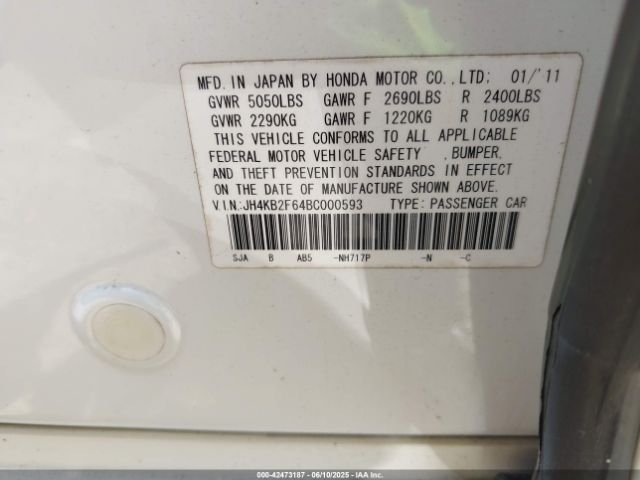 MFD. IN JAPAN BY HONDA MOTOR CO., LTD; 01/'11
GVWR 5050LBS GAWR F 2690LBS R 2400LBS
GVWR 2290KG GAWR F 1220KG R 1089KG
THIS VEHICLE CONFORMS TO ALL APPLICABLE
FEDERAL MOTOR VEHICLE SAFETY , BUMPER,
AND THEFT PREVENTION STANDARDS IN EFFECT
ON THE DATE OF MANUFACTURE SHOWN ABOVE.
V.I.N.:JH4KB2F64BC000593 TYPE: PASSENGER CAR
SJA B AB5 -NH717P -N -C
000-42473187 - 06/10/2025 - IAAI.COM